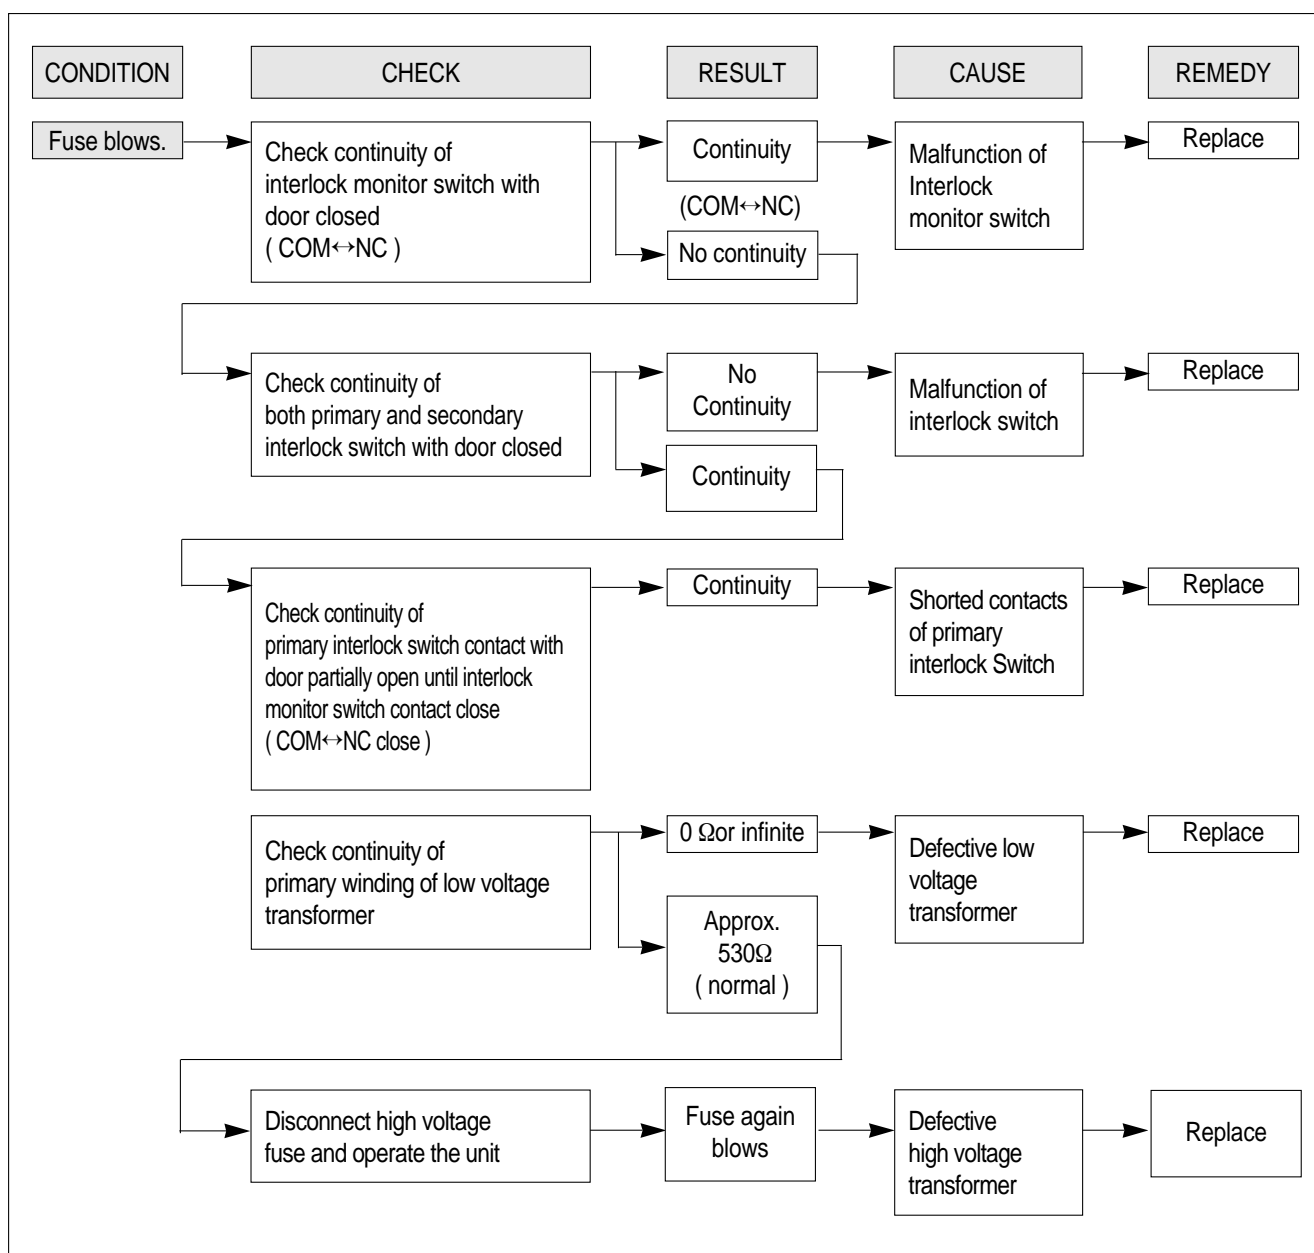 CONDITION
CHECK
RESULT
CAUSE
REMEDY
Fuse blows.
Check continuity of
interlock monitor switch with
door closed
( COM↔NC )
Continuity
(COM↔NC)
No continuity
Malfunction of
Interlock
monitor switch
Replace
Check continuity of
both primary and secondary
interlock switch with door closed
No
Continuity
Continuity
Malfunction of
interlock switch
Replace
Check continuity of
primary interlock switch contact with
door partially open until interlock
monitor switch contact close
( COM↔NC close )
Continuity
Shorted contacts
of primary
interlock Switch
Replace
Check continuity of
primary winding of low voltage
transformer
0 Ωor infinite
Approx.
530Ω
( normal )
Defective low
voltage
transformer
Replace
Disconnect high voltage
fuse and operate the unit
Fuse again
blows
Defective
high voltage
transformer
Replace